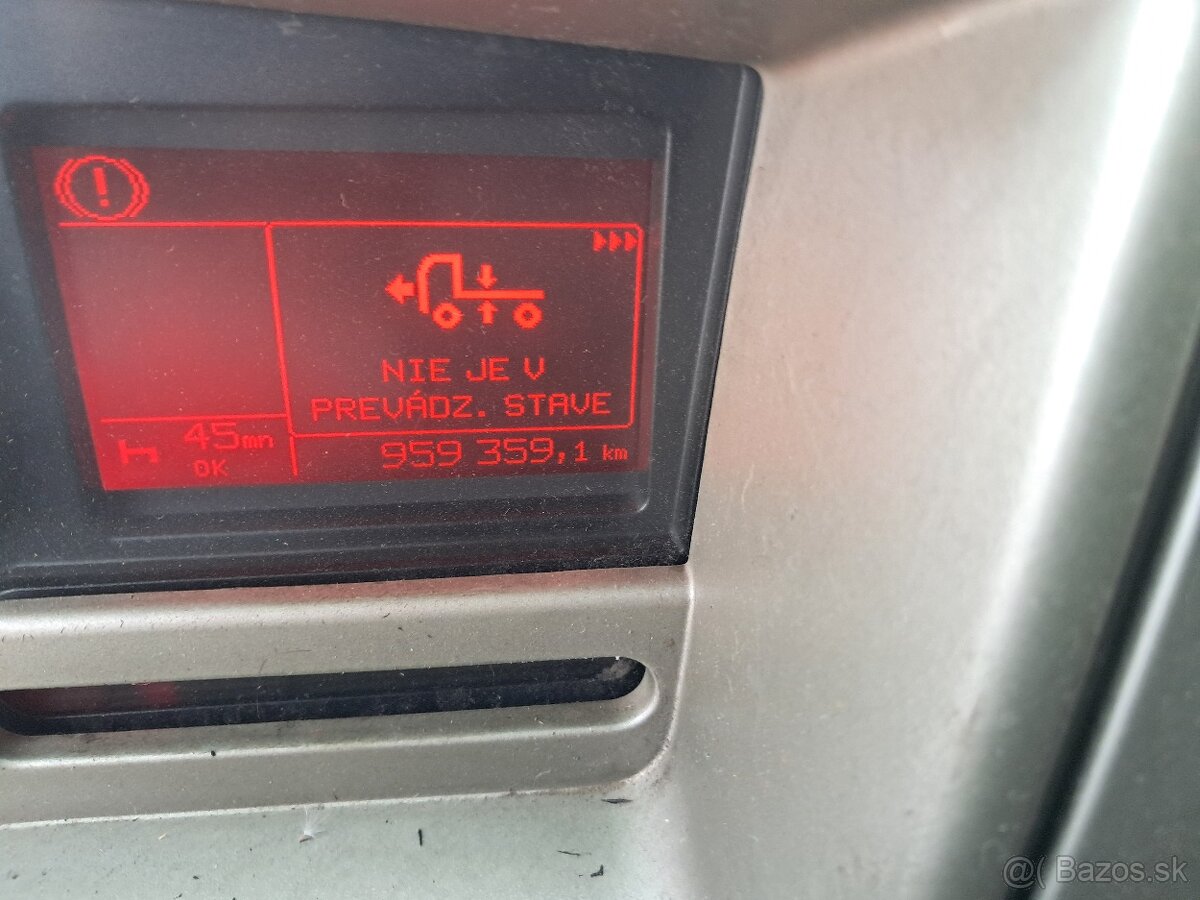 NIE JE V
PREVÁDZ. STAVE
45mn
OK
959 359,1 km
@( Bazos.sk